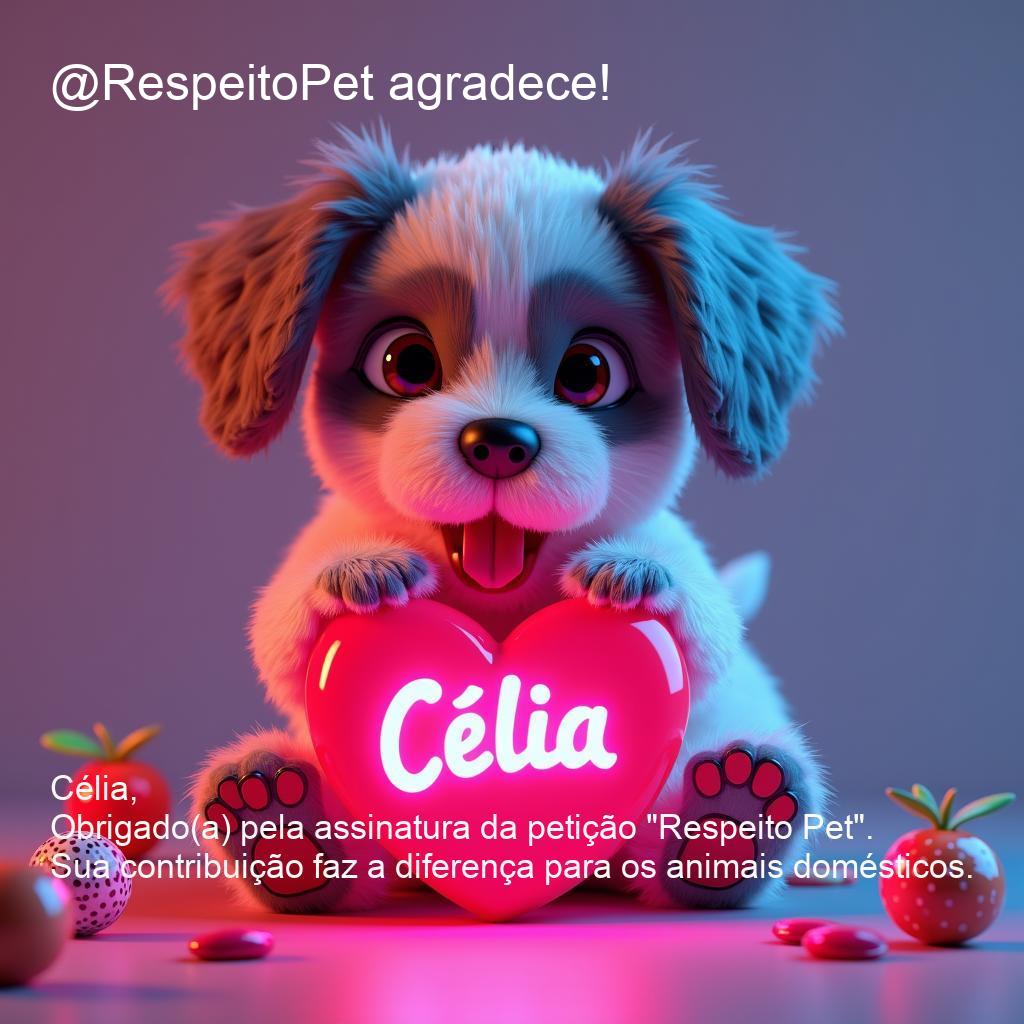 @RespeitoPet agradece!
Célia
Célia,
Obrigado(a) pela assinatura da petição "Respeito Pet".
Sua contribuição faz a diferença para os animais domésticos.